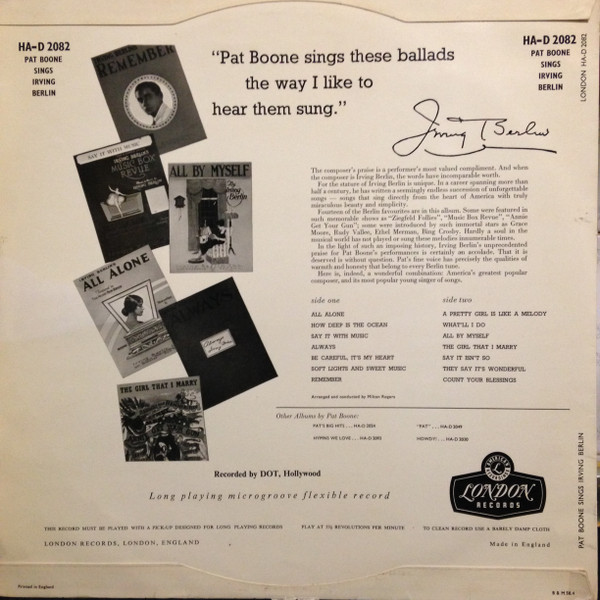 HA-D 2082
PAT BOONE
SINGS
IRVING
BERLIN
"Pat Boone sings these ballads
the way I like to
hear them sung."
Irving Berlin
HA-D 2082
PAT BOONE
SINGS
IRVING
BERLIN
LONDON HA-D 2082
REMEMBER
SAY IT WITH MUSIC
IRVING BERLIN'S
MUSIC BOX
REVUE
ALL BY MYSELF
by
Irving
Berlin
IRVING BERLIN'S
ALL ALONE
ALWAYS
THE GIRL THAT I MARRY
The composer's praise is a performer's most valued compliment. And when
the composer is Irving Berlin, the words have incomparable worth.
For the stature of Irving Berlin is unique. In a career spanning more than
half a century, he has written a seemingly endless succession of unforgettable
songs — songs that sing directly from the heart of America with truly
miraculous beauty and simplicity.
Fourteen of the Berlin favourites are in this album. Some were featured in
such memorable shows as "Ziegfeld Follies", "Music Box Revue", "Annie
Get Your Gun"; some were introduced by such immortal stars as Grace
Moore, Rudy Vallee, Ethel Merman, Bing Crosby. Hardly a soul in the
musical world has not played or sung these melodies innumerable times.
In the light of such an imposing history, Irving Berlin's unprecedented
praise for Pat Boone's performances is certainly an accolade. That it is
deserved is without question. Pat's fine voice has precisely the qualities of
warmth and honesty that belong to every Berlin tune.
Here is, indeed, a wonderful combination: America's greatest popular
composer, and its most popular young singer of songs.
side one
ALL ALONE
HOW DEEP IS THE OCEAN
SAY IT WITH MUSIC
ALWAYS
BE CAREFUL, IT'S MY HEART
SOFT LIGHTS AND SWEET MUSIC
REMEMBER
side two
A PRETTY GIRL IS LIKE A MELODY
WHAT'LL I DO
ALL BY MYSELF
THE GIRL THAT I MARRY
SAY IT ISN'T SO
THEY SAY IT'S WONDERFUL
COUNT YOUR BLESSINGS
Arranged and conducted by Milton Rogers
Other Albums by Pat Boone:
PAT'S BIG HITS . . . HA-D 2024
"PAT" . . . HA-D 2049
HYMNS WE LOVE . . . HA-D 2092
HOWDY! . . . HA-D 2030
Recorded by DOT, Hollywood
Long playing microgroove flexible record
AMERICAN
RECORDINGS
L
LONDON
RECORDS
PAT BOONE SINGS IRVING BERLIN
THIS RECORD MUST BE PLAYED WITH A PICK-UP DESIGNED FOR LONG PLAYING RECORDS
PLAY AT 33⅓ REVOLUTIONS PER MINUTE
TO CLEAN RECORD USE A BARELY DAMP CLOTH
LONDON RECORDS, LONDON, ENGLAND
Made in England
Printed in England